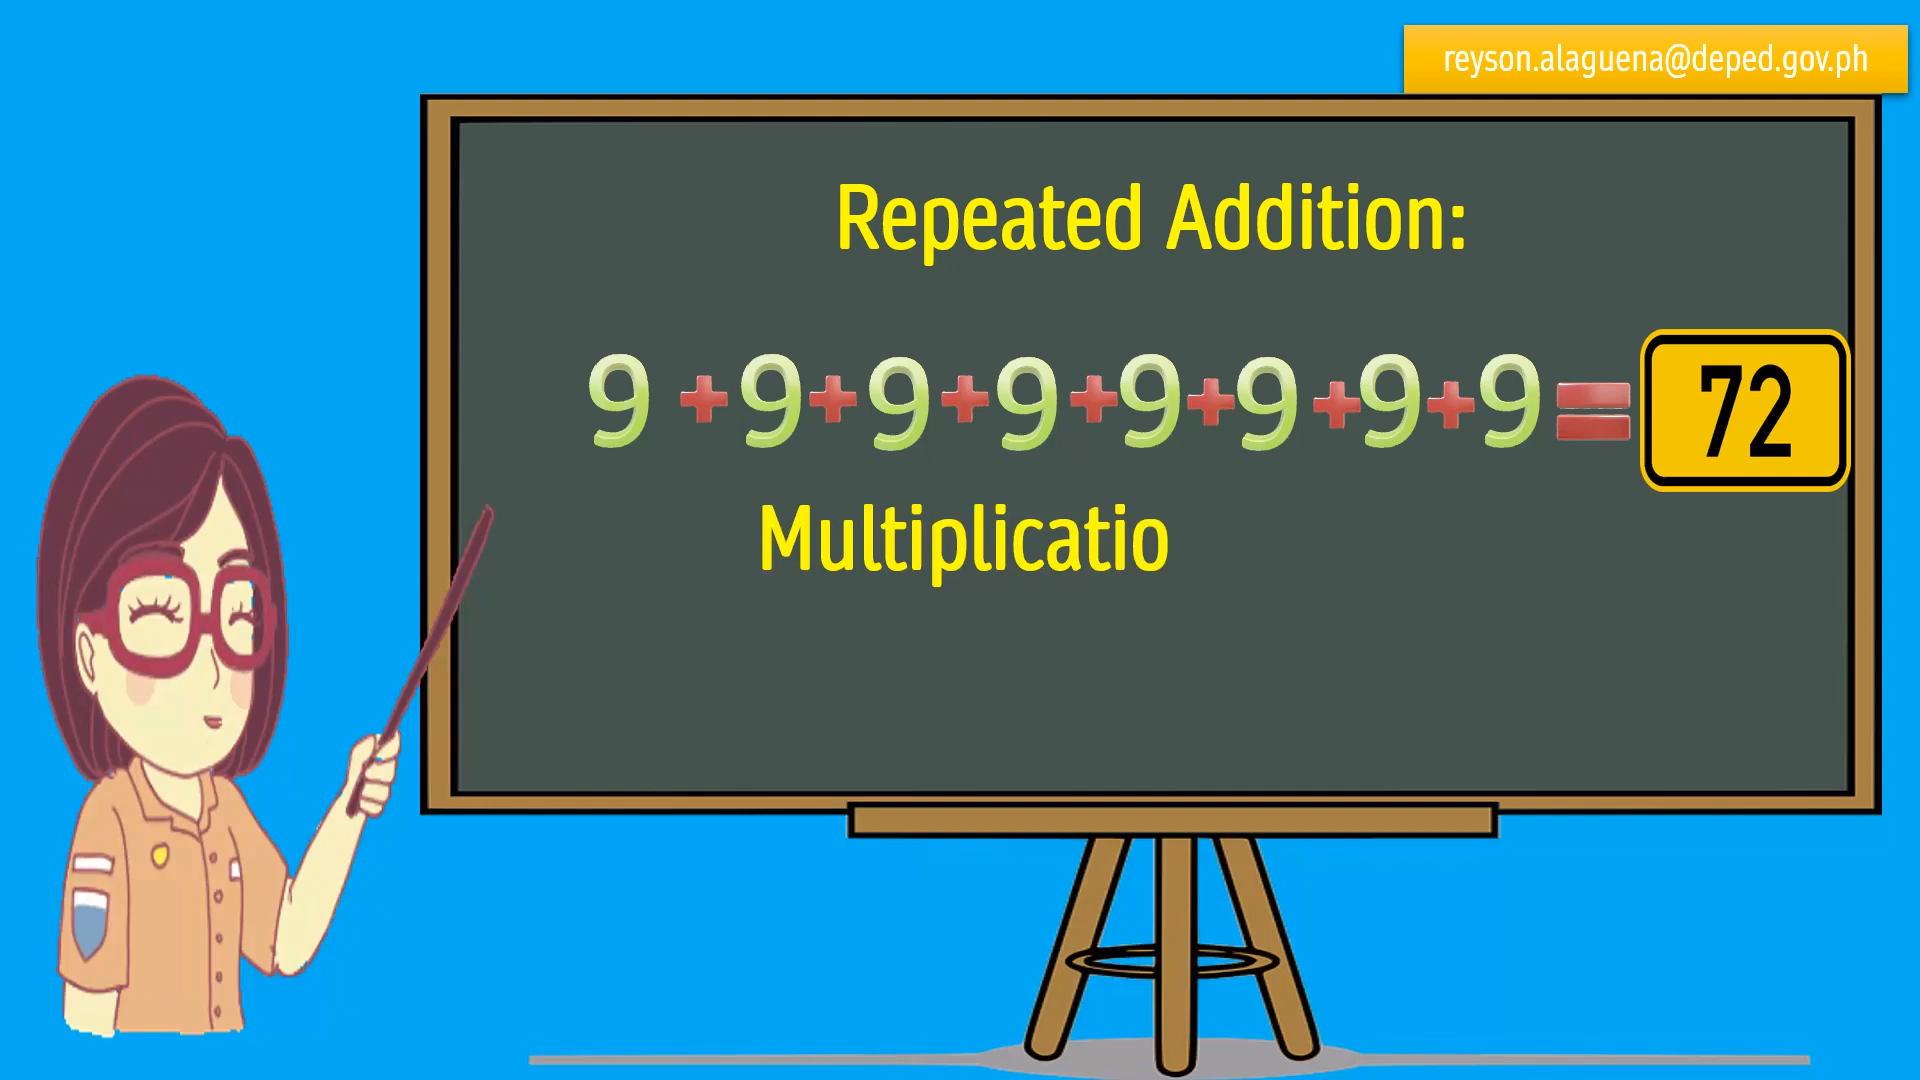 reyson.alaguena@deped.gov.ph
Repeated Addition:
9 + 9 + 9 + 9 + 9 + 9 + 9 + 9 = 72
Multiplicatio